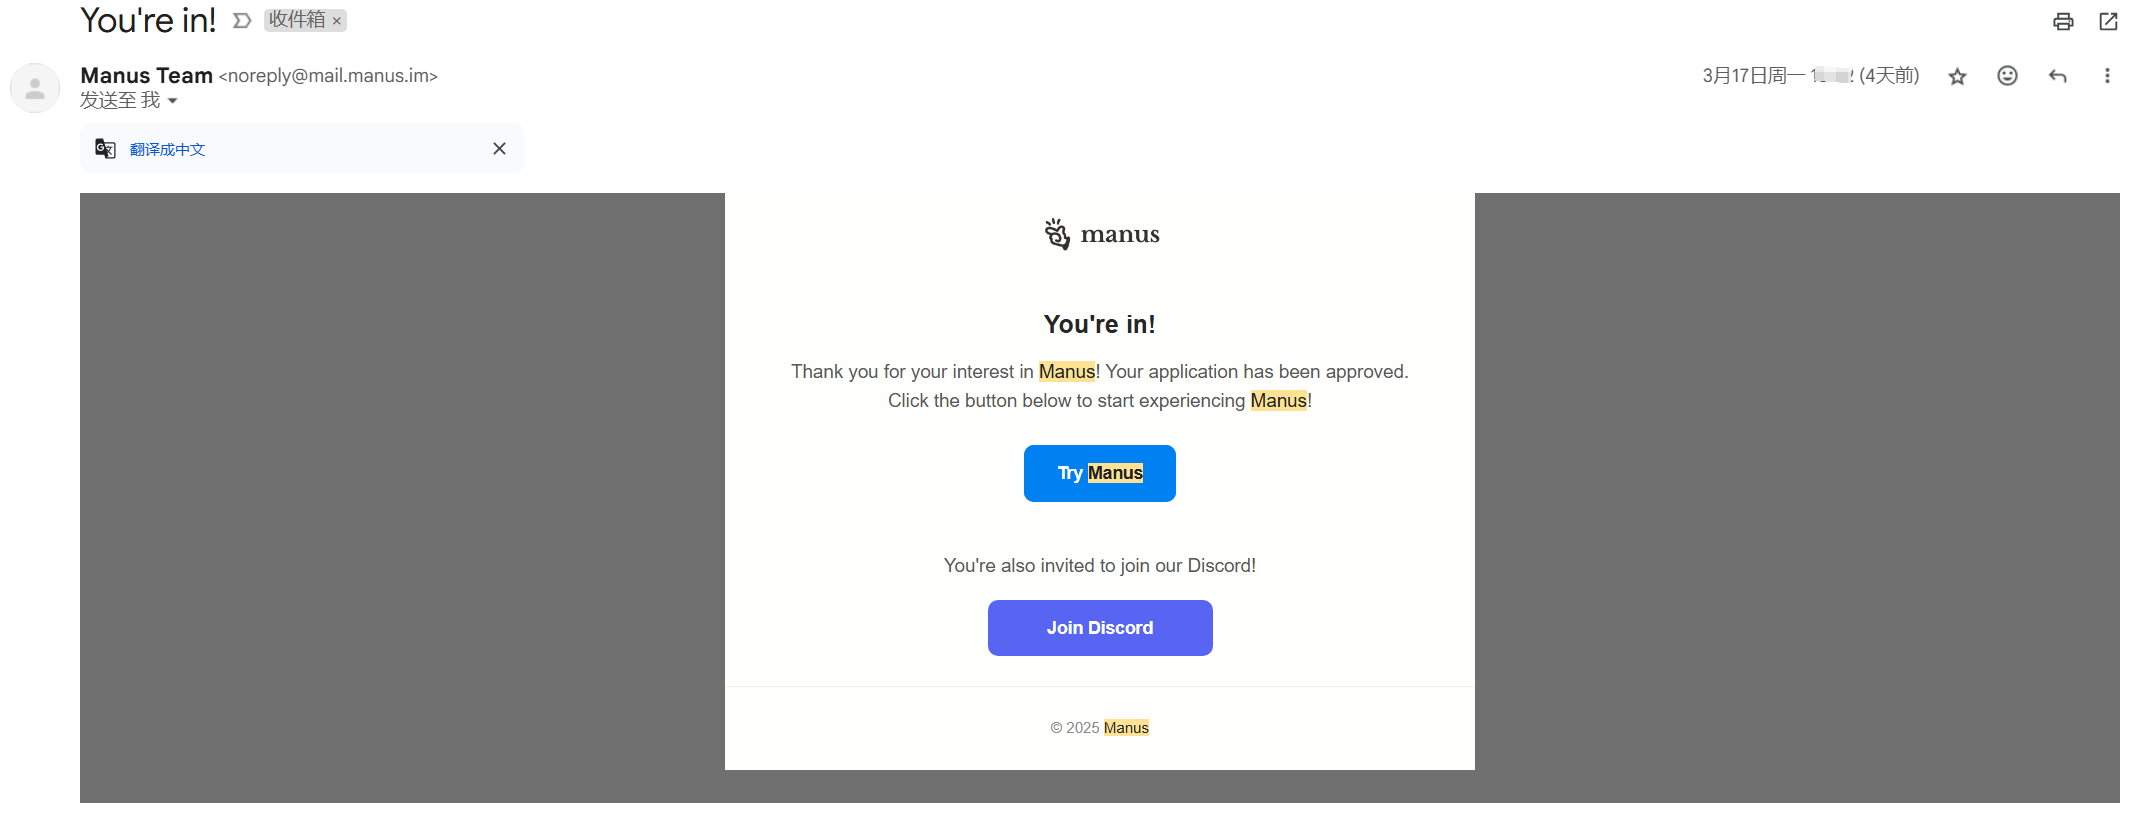 You're in! 收件箱 ×
Manus Team <noreply@mail.manus.im>
3月17日周一 (4天前)
发送至 我
翻译成中文
manus
You're in!
Thank you for your interest in Manus! Your application has been approved.
Click the button below to start experiencing Manus!
Try Manus
You're also invited to join our Discord!
Join Discord
© 2025 Manus